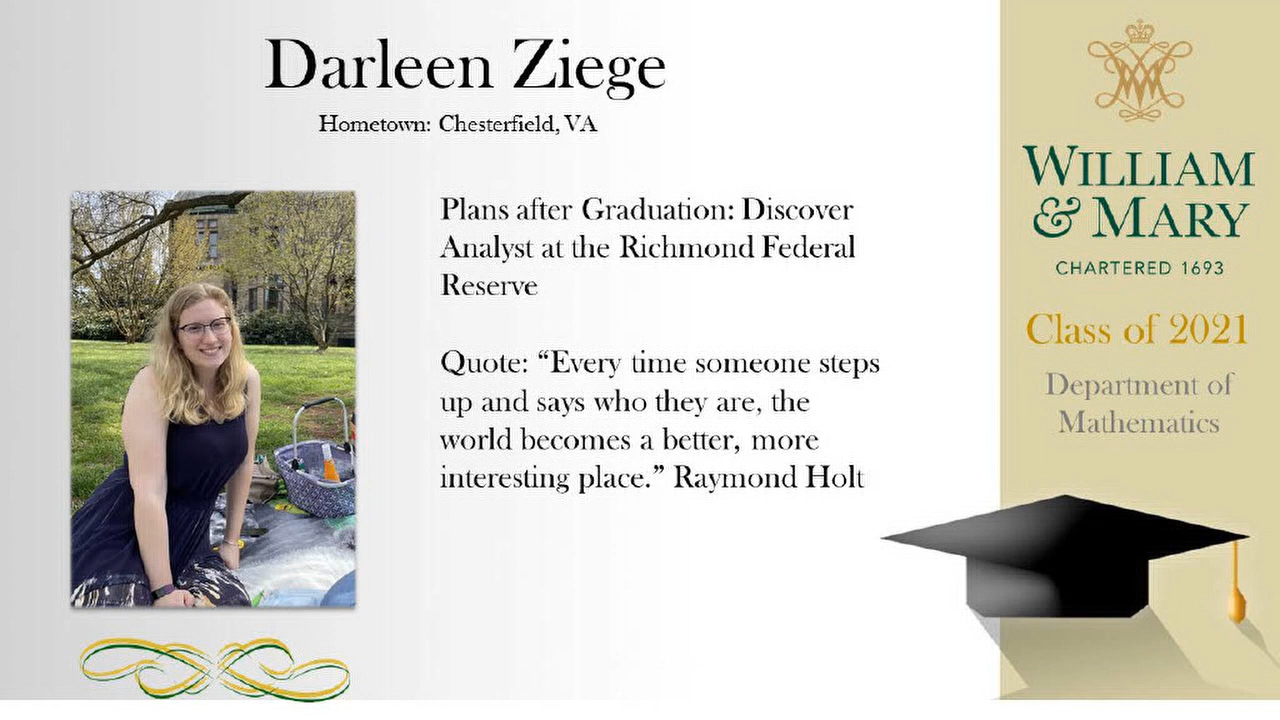 Darleen Ziege
Hometown: Chesterfield, VA
Plans after Graduation: Discover
Analyst at the Richmond Federal
Reserve
Quote: “Every time someone steps
up and says who they are, the
world becomes a better, more
interesting place.” Raymond Holt
WILLIAM
& MARY
CHARTERED 1693
Class of 2021
Department of
Mathematics